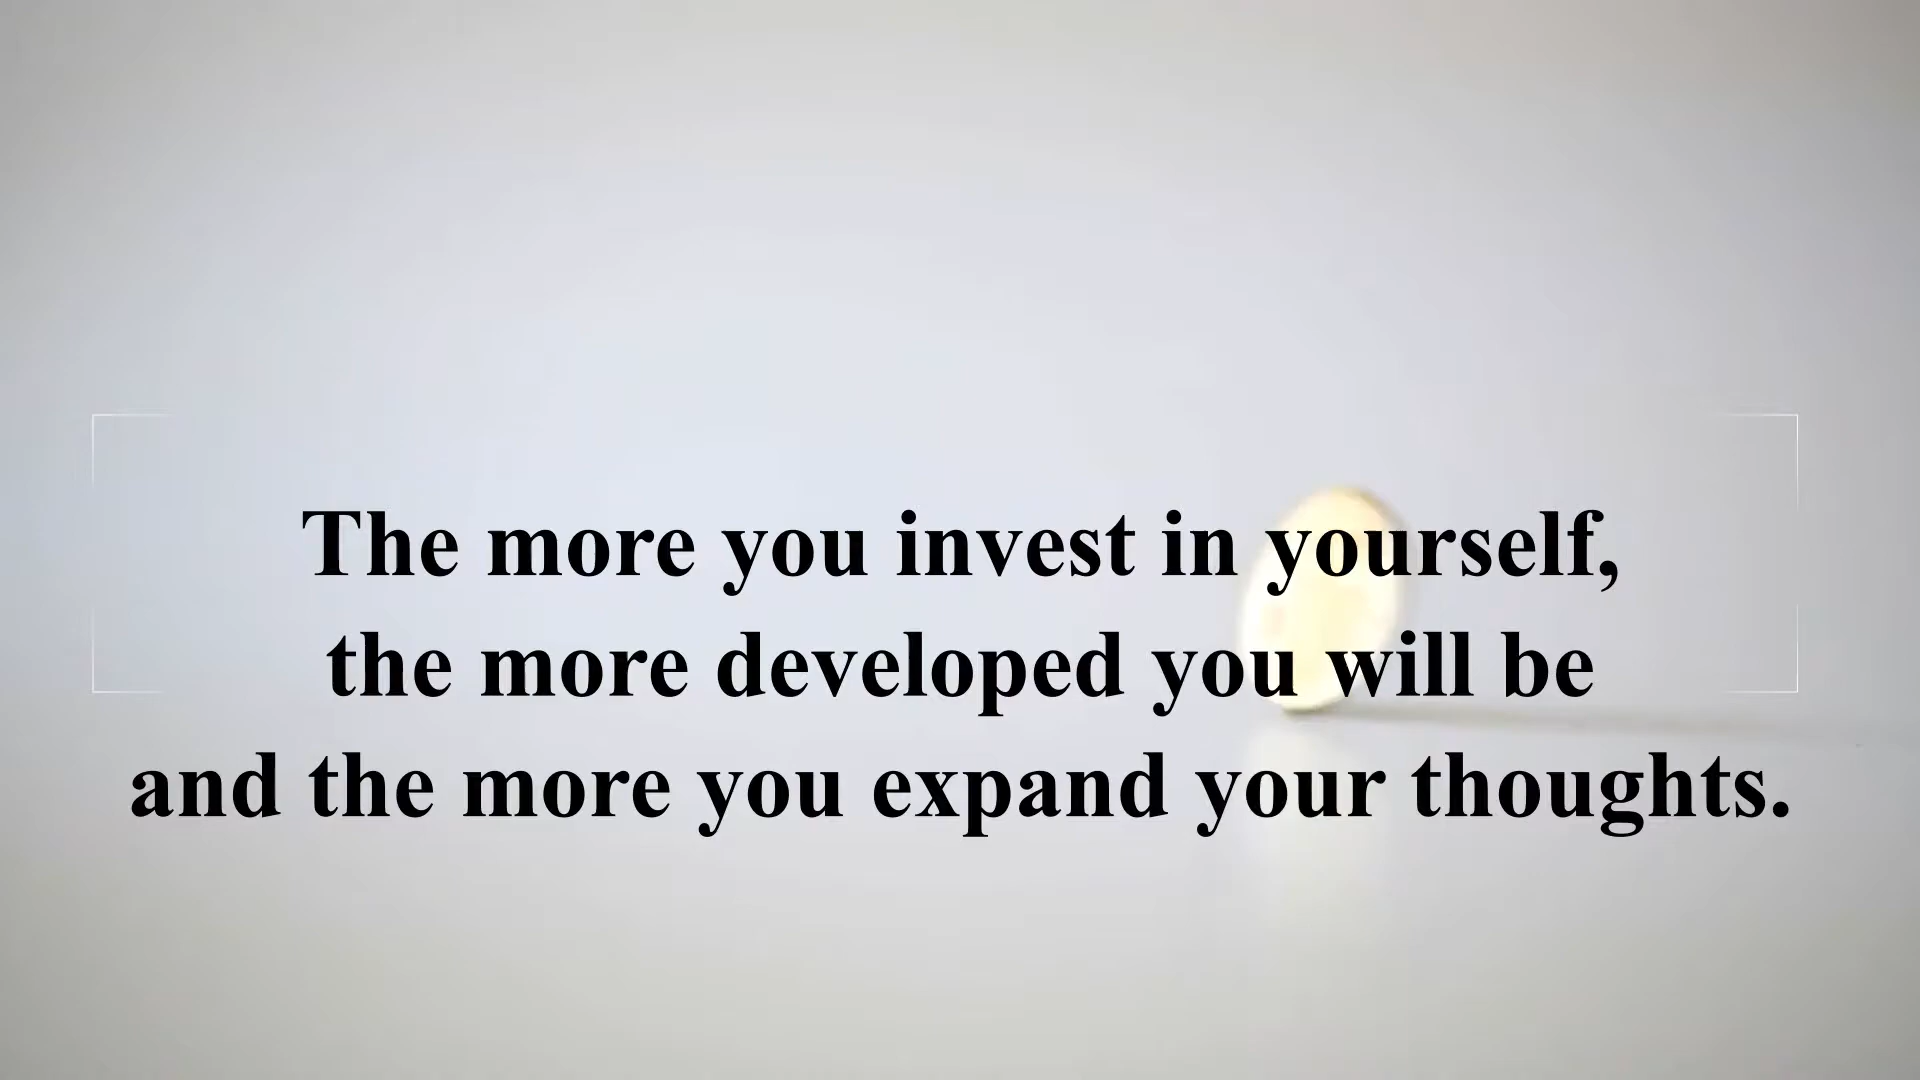 The more you invest in yourself,
the more developed you will be
and the more you expand your thoughts.